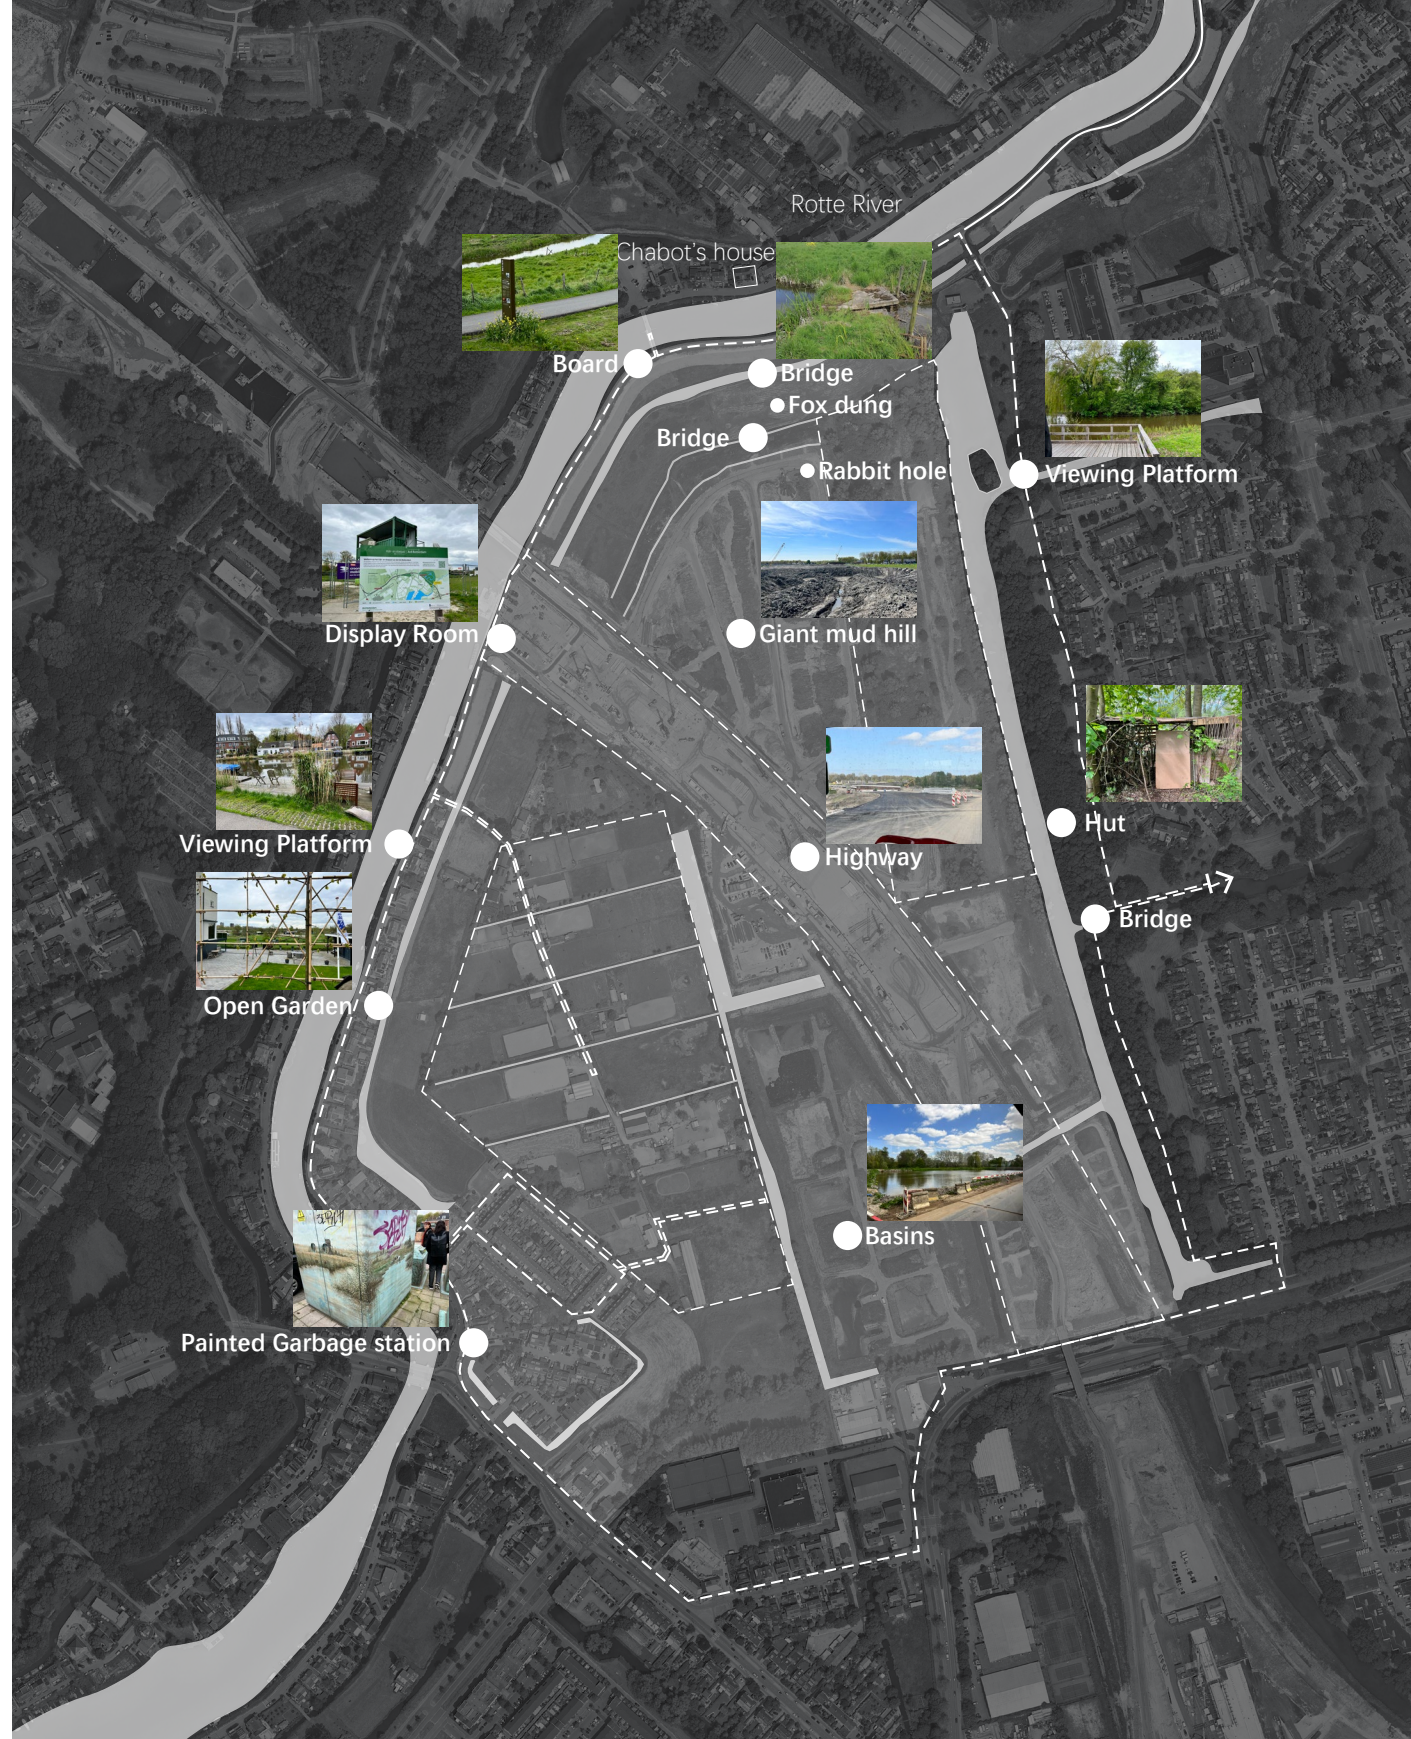 Rotte River
Chabot's house
Board
Bridge
Fox dung
Bridge
Rabbit hole
Viewing Platform
Display Room
Giant mud hill
Viewing Platform
Hut
Highway
Bridge
Open Garden
Basins
Painted Garbage station